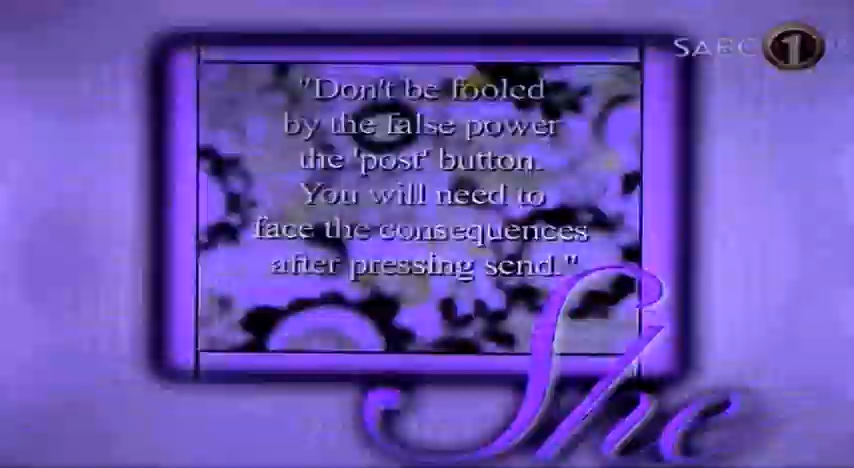 SABC 1
"Don't be fooled
by the false power
the 'post' button.
You will need to
face the consequences
after pressing send."
She